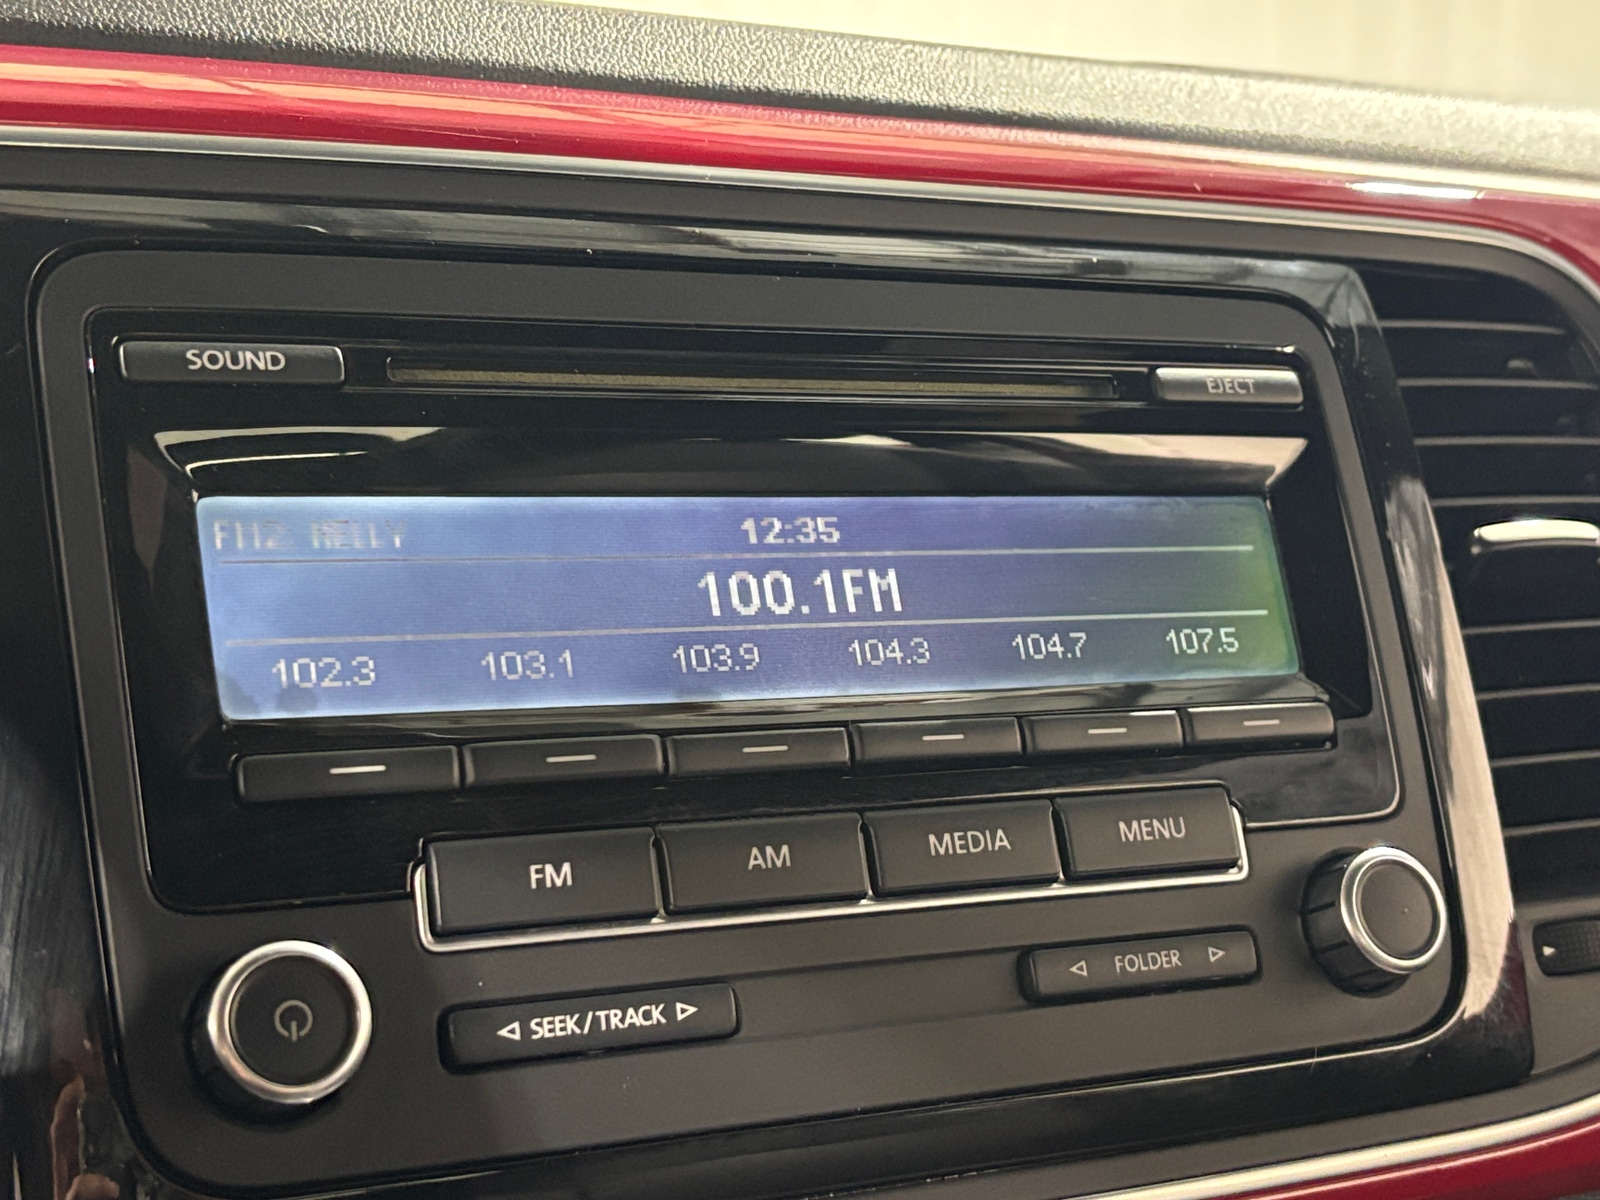 SOUND
EJECT
FM2: 12:35
100.1FM
102.3 103.1 103.9 104.3 104.7 107.5
FM AM MEDIA MENU
◁ FOLDER ▷
◁ SEEK/TRACK ▷